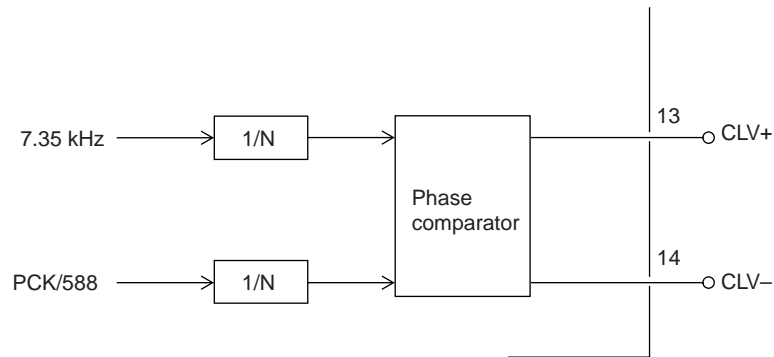 13
7.35 kHz
1/N
CLV+
Phase
comparator
14
PCK/588
1/N
CLV–